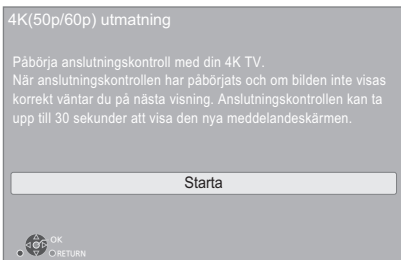 4K(50p/60p) utmatning
Påbörja anslutningskontroll med din 4K TV.
När anslutningskontrollen har påbörjats och om bilden inte visas
korrekt väntar du på nästa visning. Anslutningskontrollen kan ta
upp till 30 sekunder att visa den nya meddelandeskärmen.
Starta
OK
RETURN